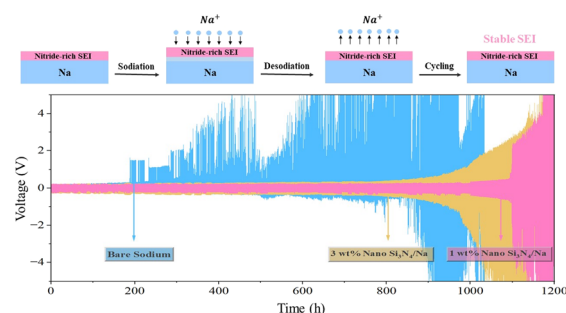 Na⁺
Na⁺
Stable SEI
Nitride-rich SEI
Na
Sodiation
Nitride-rich SEI
Na
Desodiation
Nitride-rich SEI
Na
Cycling
Nitride-rich SEI
Na
Voltage (V)
4
2
0
-2
-4
Bare Sodium
3 wt% Nano Si₃N₄/Na
1 wt% Nano Si₃N₄/Na
0 200 400 600 800 1000 1200
Time (h)